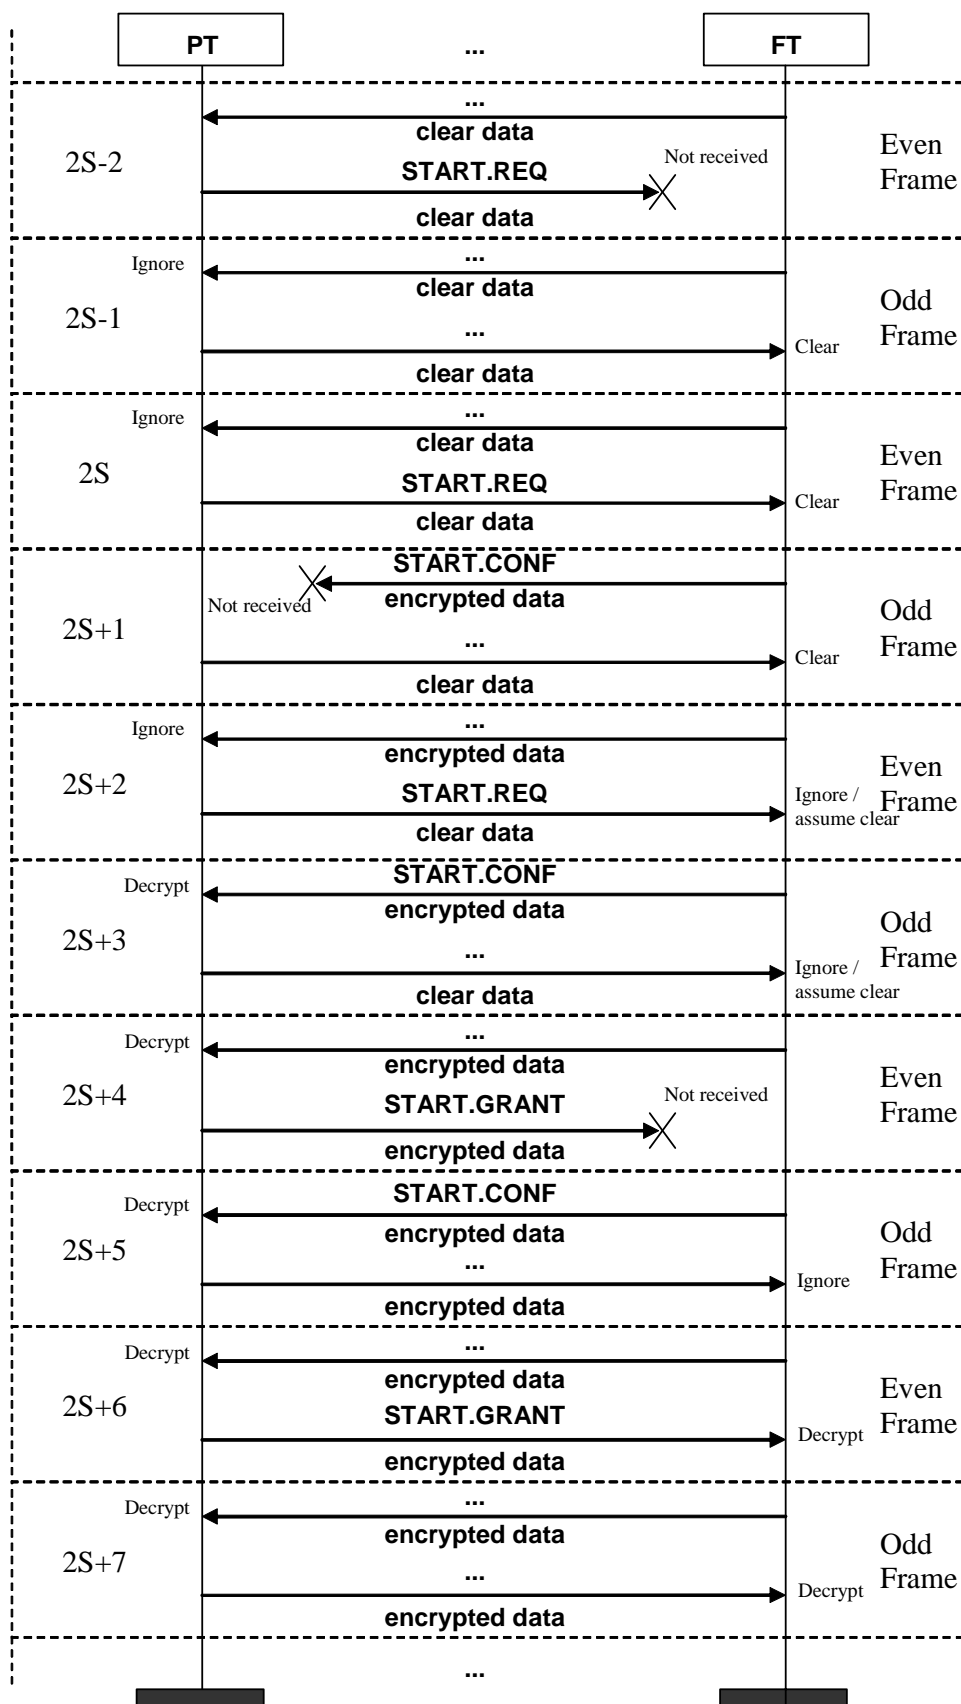 PT ... FT
...
clear data
2S-2
START.REQ
Not received
clear data
Even
Frame
Ignore
...
clear data
2S-1
...
Clear
clear data
Odd
Frame
Ignore
...
clear data
2S
START.REQ
Clear
clear data
Even
Frame
START.CONF
Not received
encrypted data
2S+1
...
Clear
clear data
Odd
Frame
Ignore
...
encrypted data
2S+2
START.REQ
Ignore /
assume clear
clear data
Even
Frame
Decrypt
START.CONF
encrypted data
2S+3
...
Ignore /
assume clear
clear data
Odd
Frame
Decrypt
...
encrypted data
2S+4
START.GRANT
Not received
encrypted data
Even
Frame
Decrypt
START.CONF
encrypted data
2S+5
...
Ignore
encrypted data
Odd
Frame
Decrypt
...
encrypted data
2S+6
START.GRANT
Decrypt
encrypted data
Even
Frame
Decrypt
...
encrypted data
2S+7
...
Decrypt
encrypted data
Odd
Frame
...